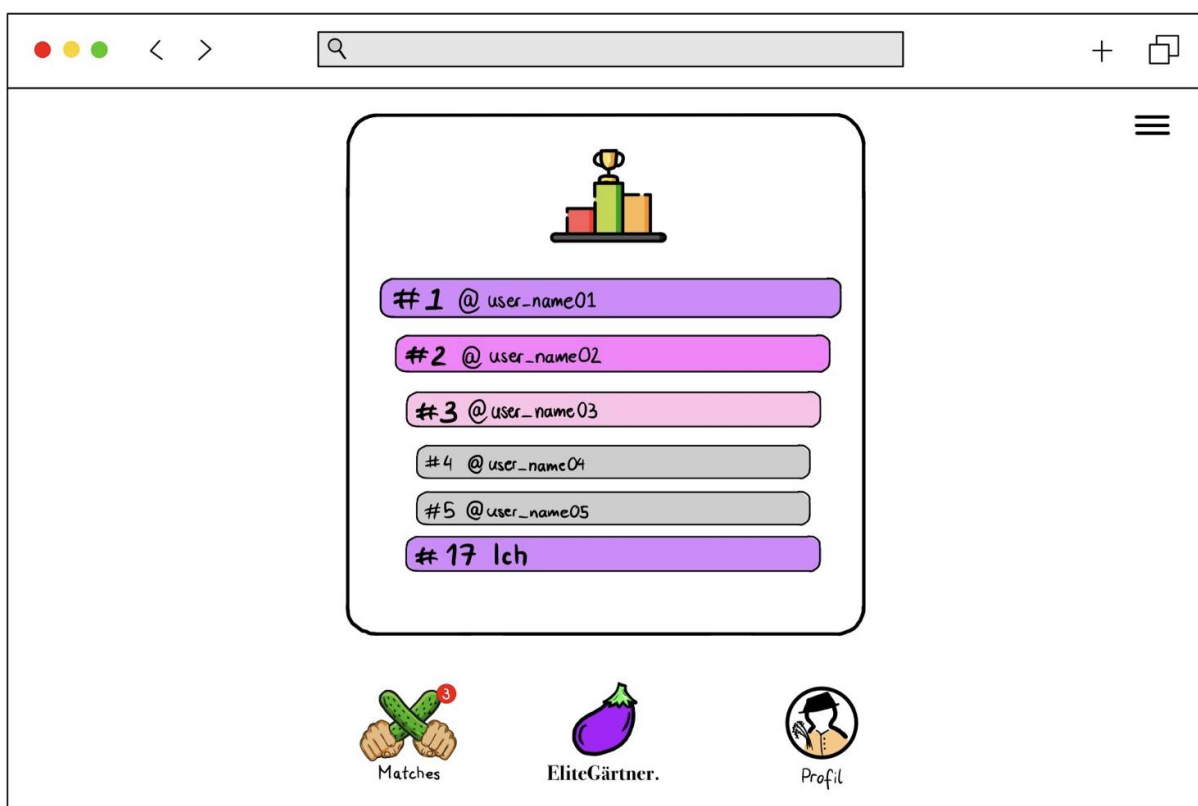 #1 @user_name01
#2 @user_name02
#3 @user_name03
#4 @user_name04
#5 @user_name05
#17 Ich
3
Matches
EliteGärtner.
Profil